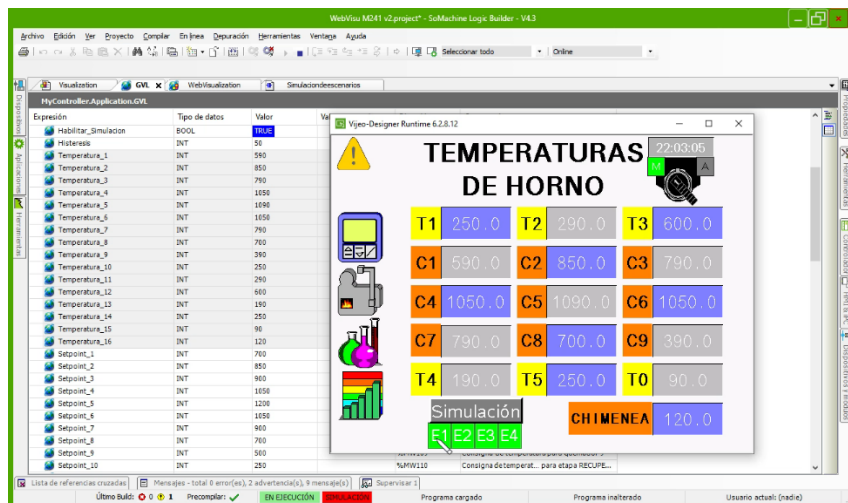 WebVisu M241 v2.project* - SoMachine Logic Builder - V4.3
Archivo Edición Ver Proyecto Compilar En línea Depuración Herramientas Ventana Ayuda
Seleccionar todo Online
Visualization GVL x WebVisualization Simulaciondeescenarios
MyController.Application.GVL
Expresión Tipo de datos Valor
Habilitar_Simulacion BOOL TRUE
Histeresis INT 50
Temperatura_1 INT 590
Temperatura_2 INT 850
Temperatura_3 INT 790
Temperatura_4 INT 1050
Temperatura_5 INT 1090
Temperatura_6 INT 1050
Temperatura_7 INT 790
Temperatura_8 INT 700
Temperatura_9 INT 390
Temperatura_10 INT 250
Temperatura_11 INT 290
Temperatura_12 INT 600
Temperatura_13 INT 190
Temperatura_14 INT 250
Temperatura_15 INT 90
Temperatura_16 INT 120
Setpoint_1 INT 700
Setpoint_2 INT 850
Setpoint_3 INT 900
Setpoint_4 INT 1050
Setpoint_5 INT 1200
Setpoint_6 INT 1050
Setpoint_7 INT 900
Setpoint_8 INT 700
Setpoint_9 INT 500
Setpoint_10 INT 250 %MW110 Consigna detemperat... para etapa RECUPE...
Vijeo-Designer Runtime 6.2.8.12
TEMPERATURAS
DE HORNO
22:03:05
M A
T1 250.0 T2 290.0 T3 600.0
C1 590.0 C2 850.0 C3 790.0
C4 1050.0 C5 1090.0 C6 1050.0
C7 790.0 C8 700.0 C9 390.0
T4 190.0 T5 250.0 T0 90.0
Simulación
E1 E2 E3 E4
CHIMENEA 120.0
Dispositivos
Aplicaciones
Herramientas
Propiedades
Herramientas
Dispositivos y módulos
Lista de referencias cruzadas Mensajes - total 0 error(es), 2 advertencia(s), 9 mensaje(s) Supervisar 1
Último Build: 0 1 Precompilar: EN EJECUCIÓN SIMULACIÓN Programa cargado Programa inalterado Usuario actual: (nadie)